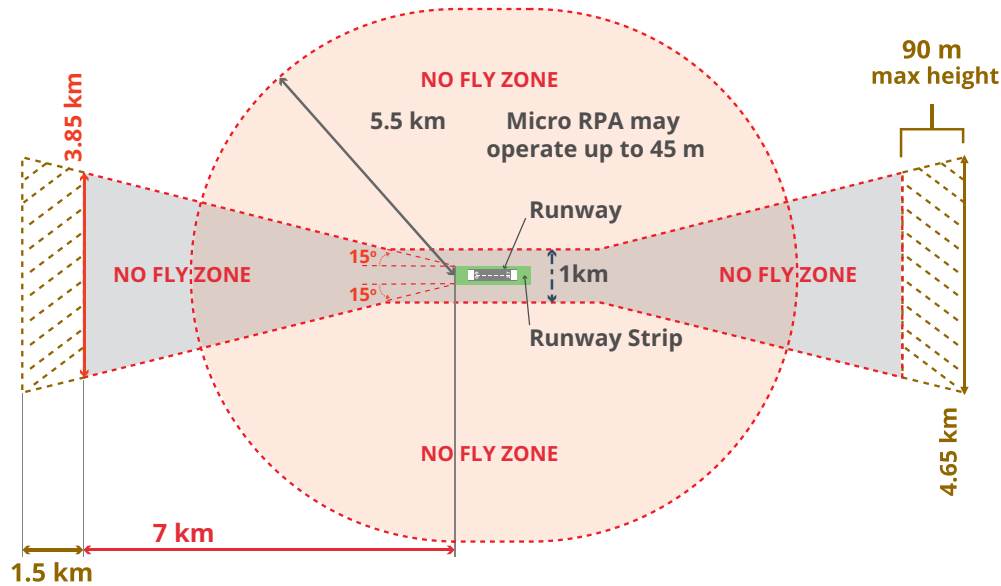 90 m
max height
NO FLY ZONE
3.85 km
5.5 km
Micro RPA may
operate up to 45 m
Runway
15º
NO FLY ZONE
1km
NO FLY ZONE
15º
Runway Strip
4.65 km
NO FLY ZONE
7 km
1.5 km